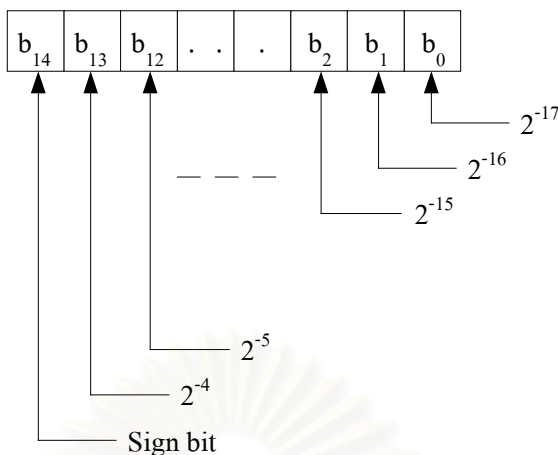 b₁₄ b₁₃ b₁₂ . . . b₂ b₁ b₀
2⁻¹⁷
2⁻¹⁶
2⁻¹⁵
2⁻⁵
2⁻⁴
Sign bit